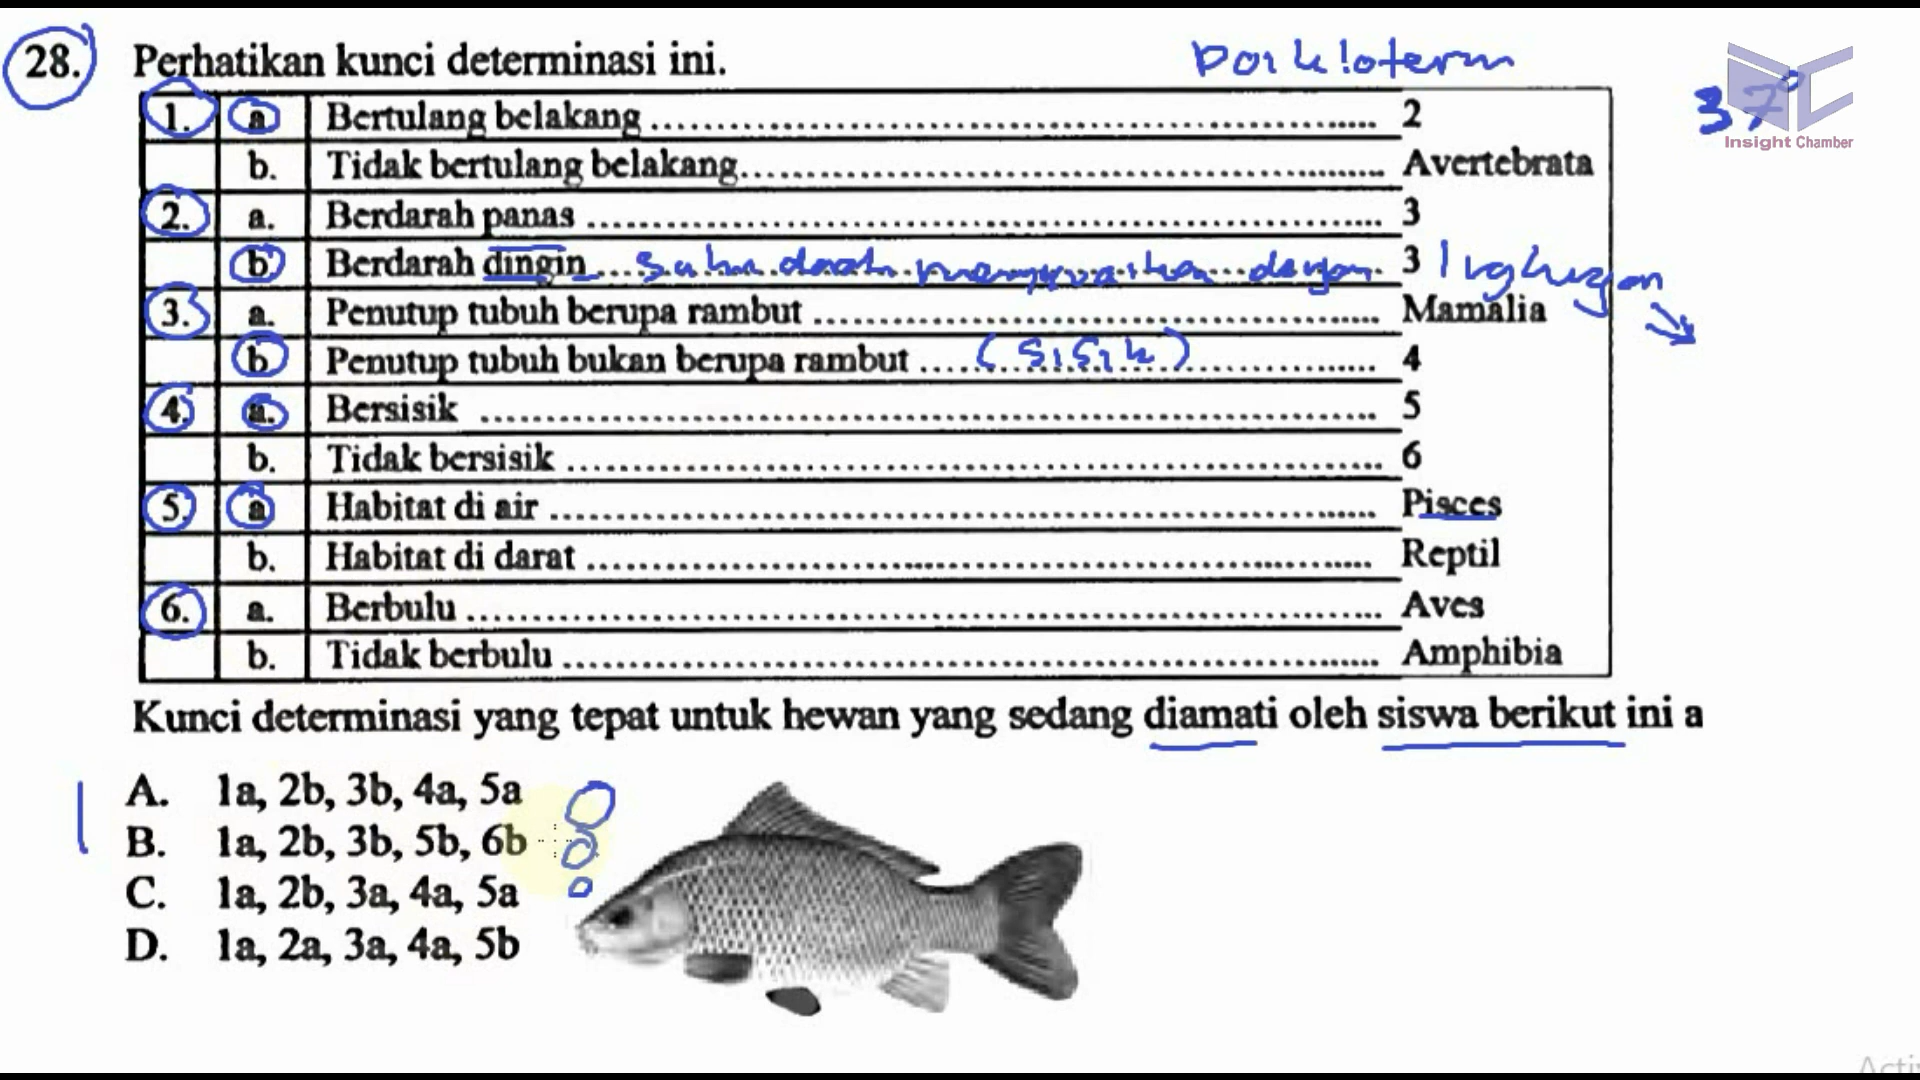 28. Perhatikan kunci determinasi ini.
poikloterm
37°
Insight Chamber
1. a Bertulang belakang ........ 2
b. Tidak bertulang belakang........ Avertebrata
2. a. Berdarah panas ........ 3
b Berdarah dingin ........ 3
suhu darah dengan
3. a. Penutup tubuh berupa rambut ........ Mamalia
b Penutup tubuh bukan berupa rambut ........ 4
(sisik)
4. a. Bersisik ........ 5
b. Tidak bersisik ........ 6
5. a Habitat di air ........ Pisces
b. Habitat di darat ........ Reptil
6. a. Berbulu ........ Aves
b. Tidak berbulu ........ Amphibia
Kunci determinasi yang tepat untuk hewan yang sedang diamati oleh siswa berikut ini a
A. 1a, 2b, 3b, 4a, 5a
B. 1a, 2b, 3b, 5b, 6b
C. 1a, 2b, 3a, 4a, 5a
D. 1a, 2a, 3a, 4a, 5b